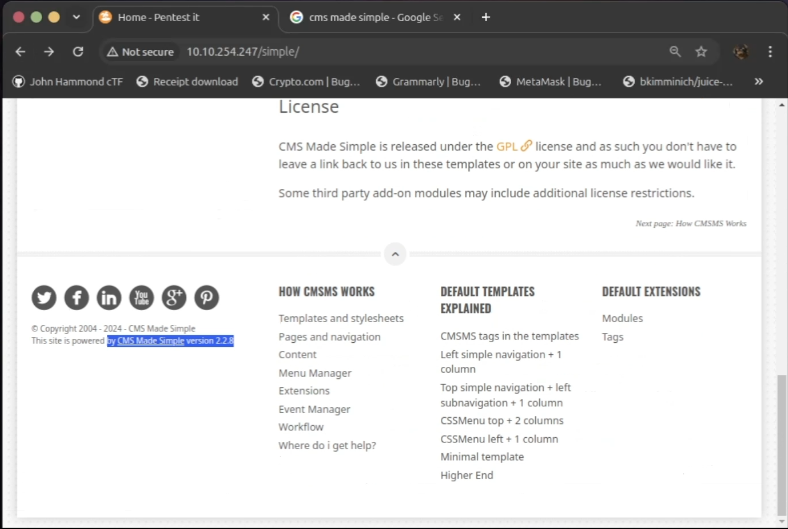 Home - Pentest it
cms made simple - Google Se
Not secure
10.10.254.247/simple/
John Hammond cTF
Receipt download
Crypto.com | Bug...
Grammarly | Bug...
MetaMask | Bug...
bkimminich/juice-...
»
License
CMS Made Simple is released under the GPL license and as such you don't have to
leave a link back to us in these templates or on your site as much as we would like it.
Some third party add-on modules may include additional license restrictions.
Next page: How CMSMS Works
You Tube
© Copyright 2004 - 2024 - CMS Made Simple
This site is powered by CMS Made Simple version 2.2.8
HOW CMSMS WORKS
Templates and stylesheets
Pages and navigation
Content
Menu Manager
Extensions
Event Manager
Workflow
Where do i get help?
DEFAULT TEMPLATES
EXPLAINED
CMSMS tags in the templates
Left simple navigation + 1
column
Top simple navigation + left
subnavigation + 1 column
CSSMenu top + 2 columns
CSSMenu left + 1 column
Minimal template
Higher End
DEFAULT EXTENSIONS
Modules
Tags